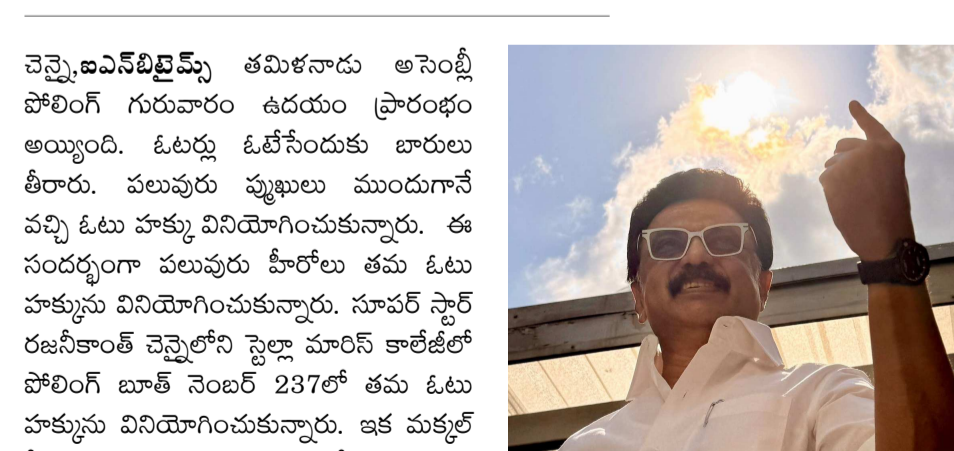 చెన్నై,ఐఎన్‌బిటైమ్స్ తమిళనాడు అసెంబ్లీ
పోలింగ్ గురువారం ఉదయం ప్రారంభం
అయ్యింది. ఓటర్లు ఓటేసేందుకు బారులు
తీరారు. పలువురు ప్ముఖులు ముందుగానే
వచ్చి ఓటు హక్కు వినియోగించుకున్నారు. ఈ
సందర్భంగా పలువురు హీరోలు తమ ఓటు
హక్కును వినియోగించుకున్నారు. సూపర్ స్టార్
రజనీకాంత్ చెన్నైలోని స్టెల్లా మారిస్ కాలేజీలో
పోలింగ్ బూత్ నెంబర్ 237లో తమ ఓటు
హక్కును వినియోగించుకున్నారు. ఇక మక్కల్